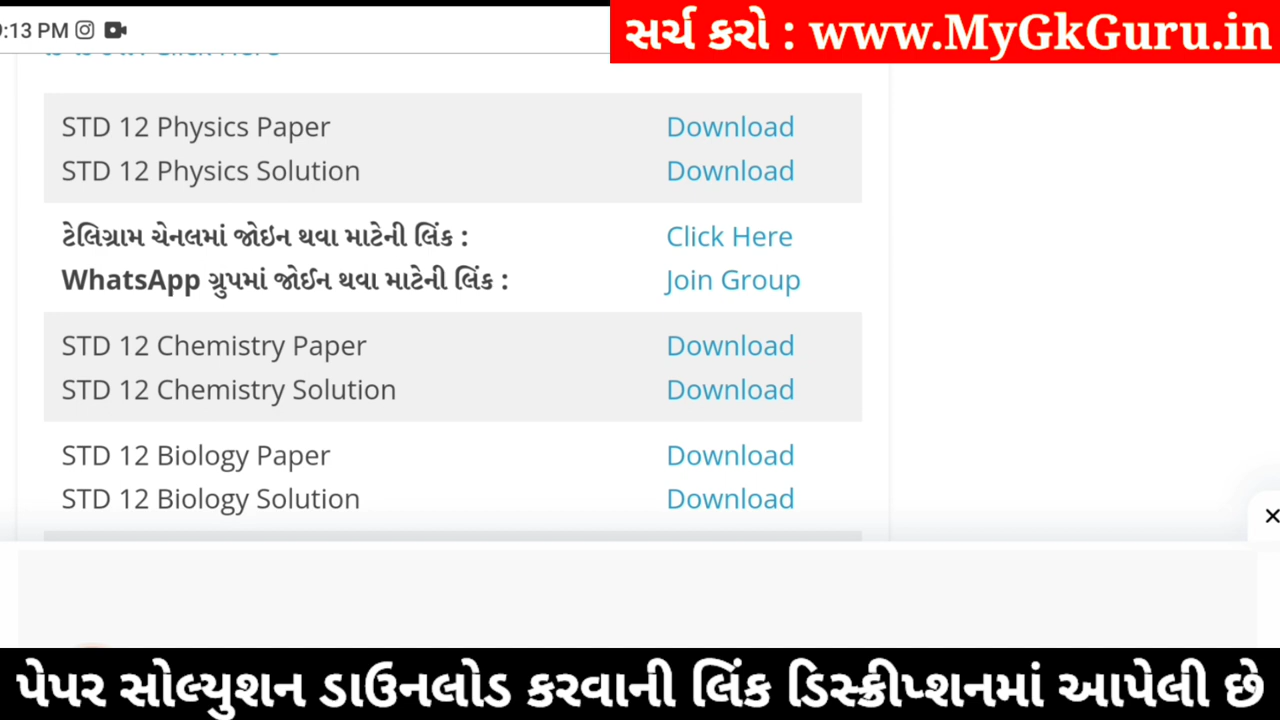 9:13 PM
સર્ચ કરો : www.MyGkGuru.in
STD 12 Physics Paper Download
STD 12 Physics Solution Download
ટેલિગ્રામ ચેનલમાં જોઇન થવા માટેની લિંક : Click Here
WhatsApp ગ્રુપમાં જોઈન થવા માટેની લિંક : Join Group
STD 12 Chemistry Paper Download
STD 12 Chemistry Solution Download
STD 12 Biology Paper Download
STD 12 Biology Solution Download
પેપર સોલ્યુશન ડાઉનલોડ કરવાની લિંક ડિસ્ક્રીપ્શનમાં આપેલી છે